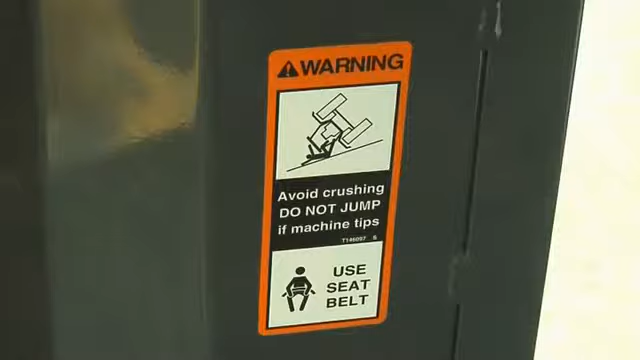 WARNING
Avoid crushing
DO NOT JUMP
if machine tips
USE
SEAT
BELT